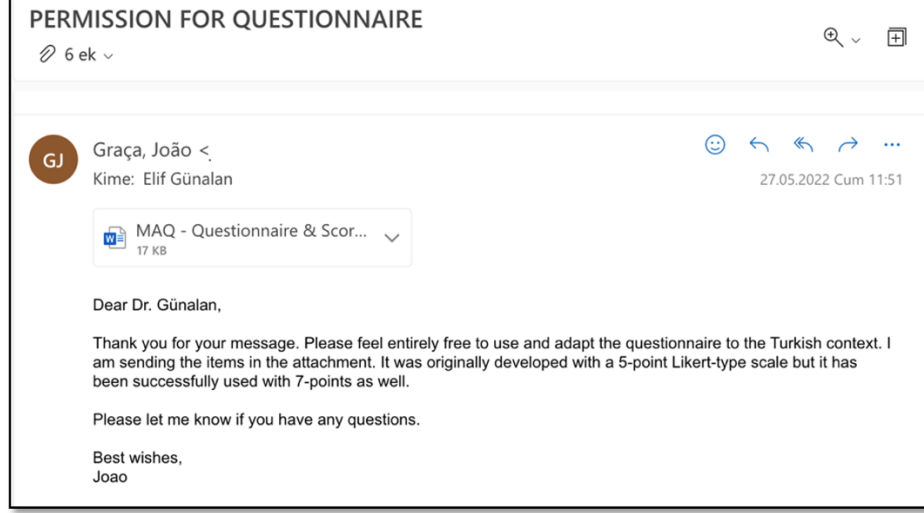 PERMISSION FOR QUESTIONNAIRE
6 ek
GJ
Graça, João <
Kime: Elif Günalan
27.05.2022 Cum 11:51
MAQ - Questionnaire & Scor...
17 KB
Dear Dr. Günalan,
Thank you for your message. Please feel entirely free to use and adapt the questionnaire to the Turkish context. I
am sending the items in the attachment. It was originally developed with a 5-point Likert-type scale but it has
been successfully used with 7-points as well.
Please let me know if you have any questions.
Best wishes,
Joao